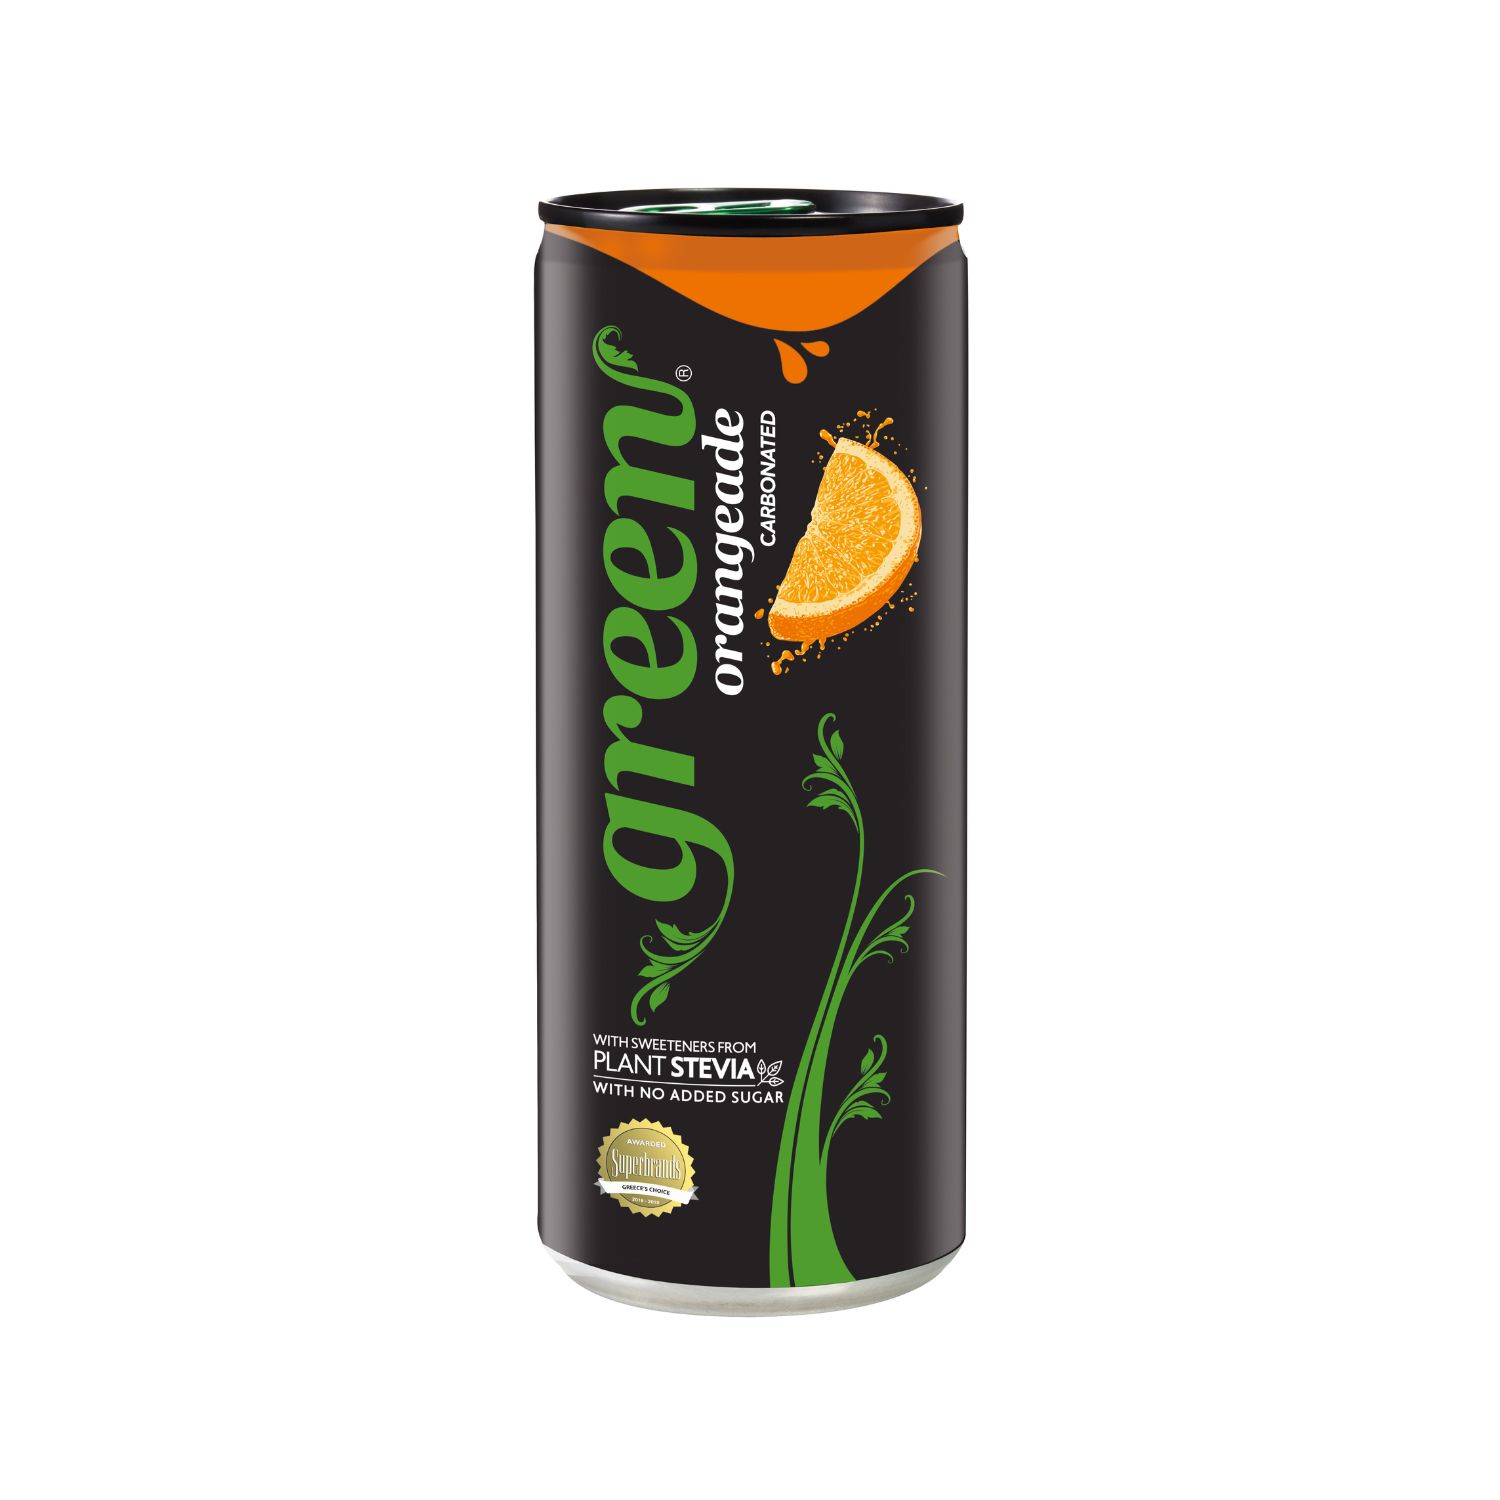 green®
orangeade
CARBONATED
WITH SWEETENERS FROM
PLANT STEVIA
WITH NO ADDED SUGAR
AWARDED
Superbrands
GREECE'S CHOICE